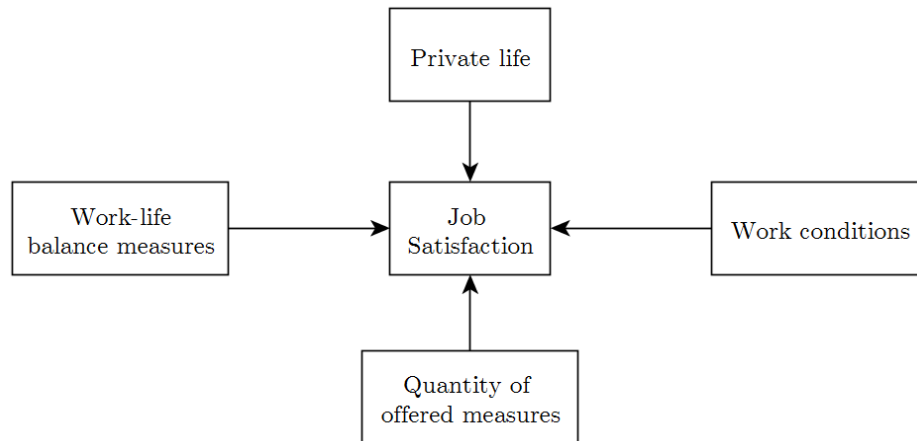 Private life
Work-life
balance measures
Job
Satisfaction
Work conditions
Quantity of
offered measures